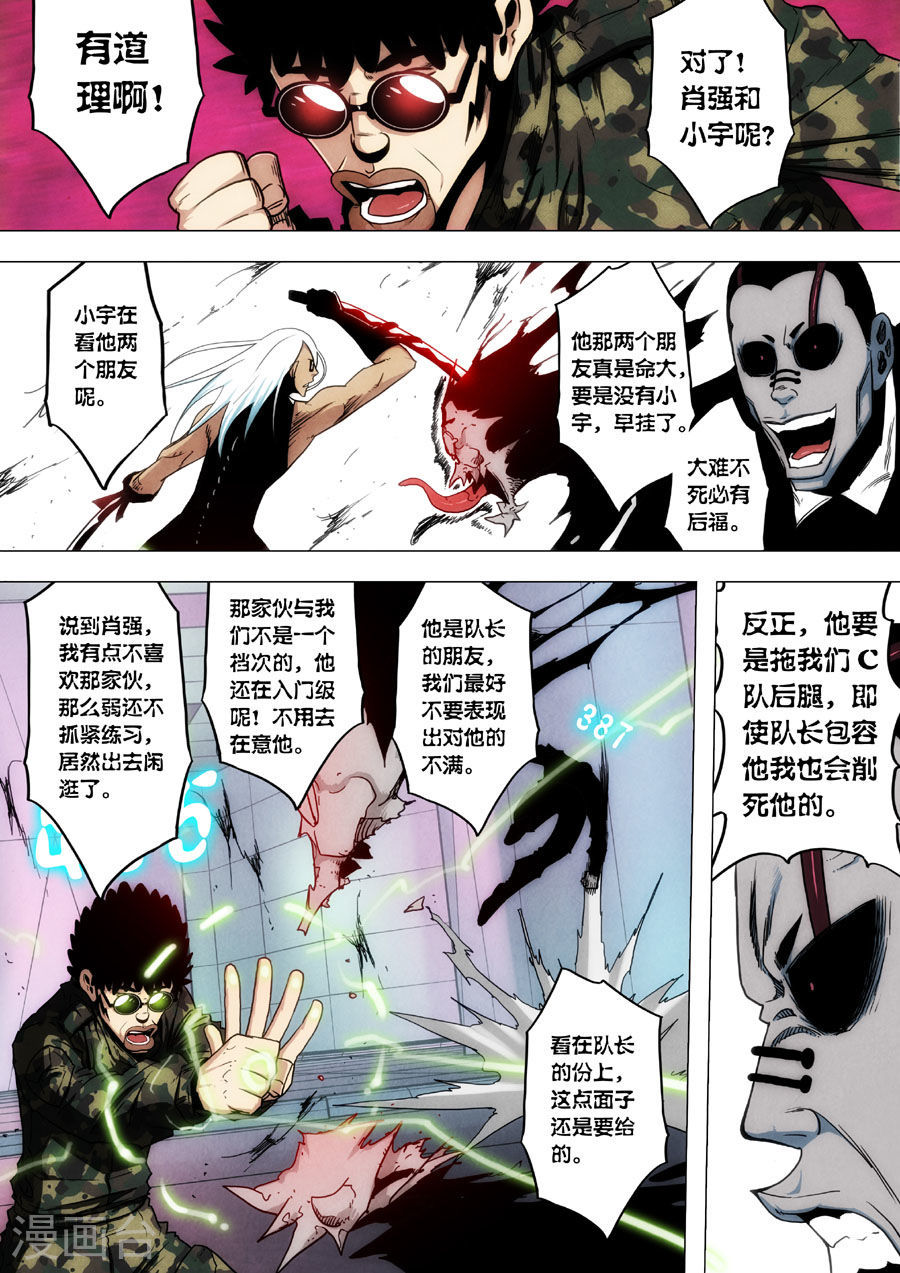 有道
理啊！
对了！
肖强和
小宇呢？
小宇在
看他两
个朋友
呢。
他那两个朋
友真是命大，
要是没有小
宇，早挂了。
大难不
死必有
后福。
说到肖强，
我有点不喜
欢那家伙，
那么弱还不
抓紧练习，
居然出去闲
逛了。
那家伙与我
们不是一个
档次的，他
还在入门级
呢！不用去
在意他。
他是队长
的朋友，
我们最好
不要表现
出对他的
不满。
387
看在队长
的份上，
这点面子
还是要给
的。
反正，他要
是拖我们C
队后腿，即
使队长包容
他我也会削
死他的。
漫画台